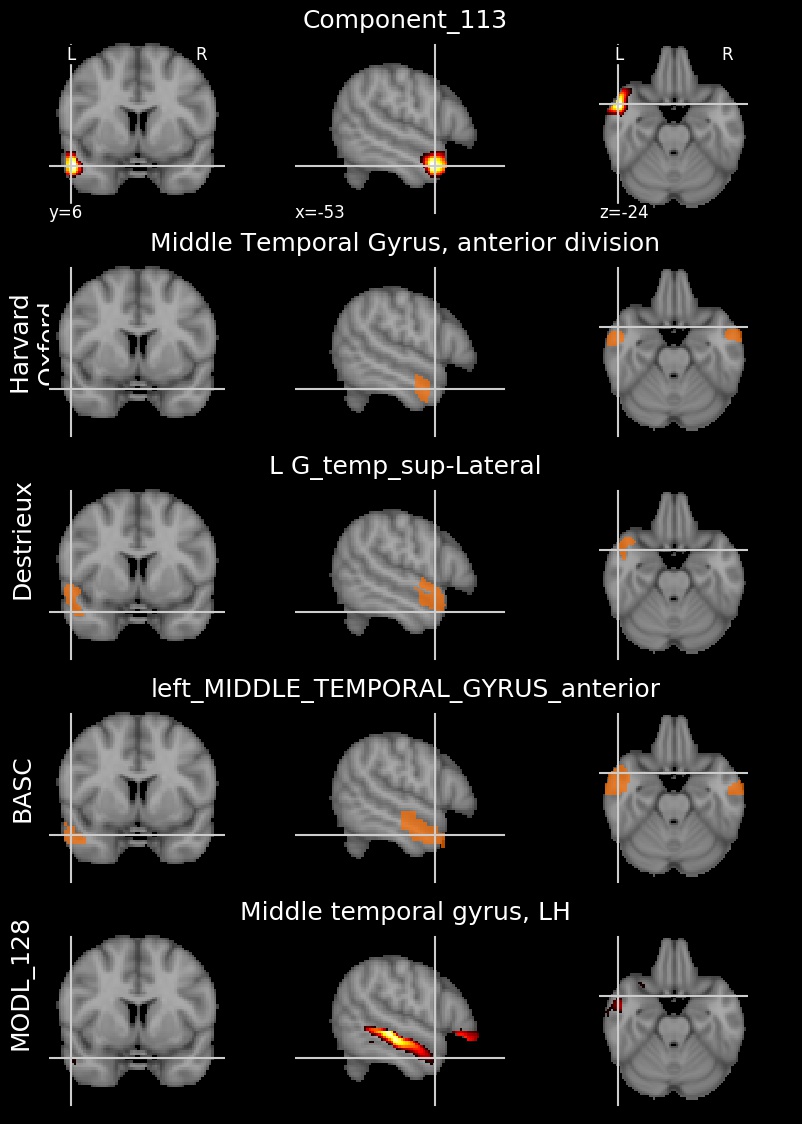 Component_113
L R L R
y=6 x=-53 z=-24
Middle Temporal Gyrus, anterior division
Harvard
Oxford
L G_temp_sup-Lateral
Destrieux
left_MIDDLE_TEMPORAL_GYRUS_anterior
BASC
Middle temporal gyrus, LH
MODL_128